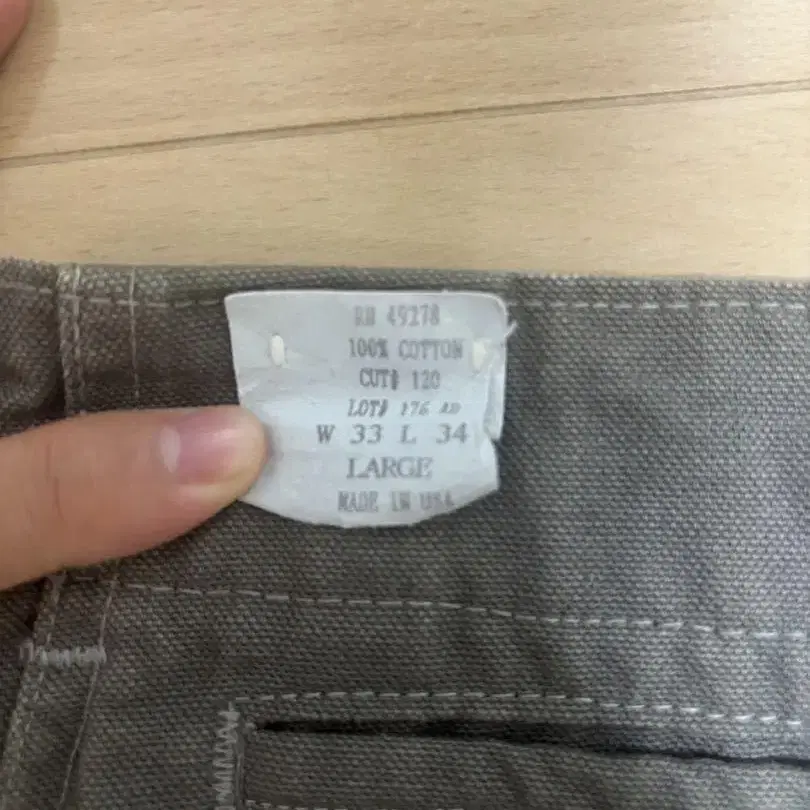 RN 49278
100% COTTON
CUT# 120
LOT# 176
W 33 L 34
LARGE
MADE IN USA